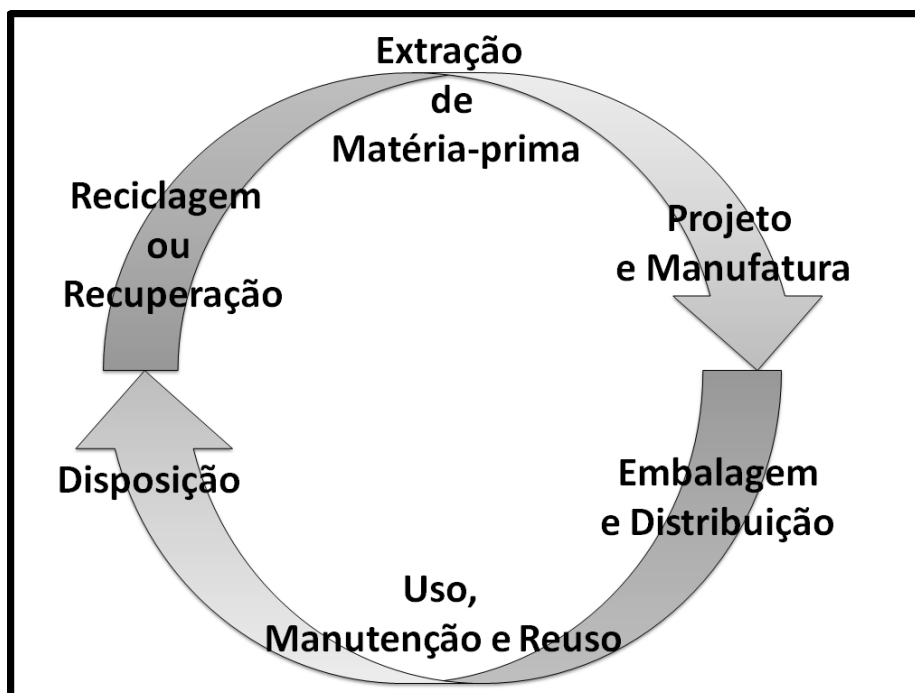 Extração
de
Matéria-prima
Projeto
e Manufatura
Embalagem
e Distribuição
Uso,
Manutenção e Reuso
Disposição
Reciclagem
ou
Recuperação